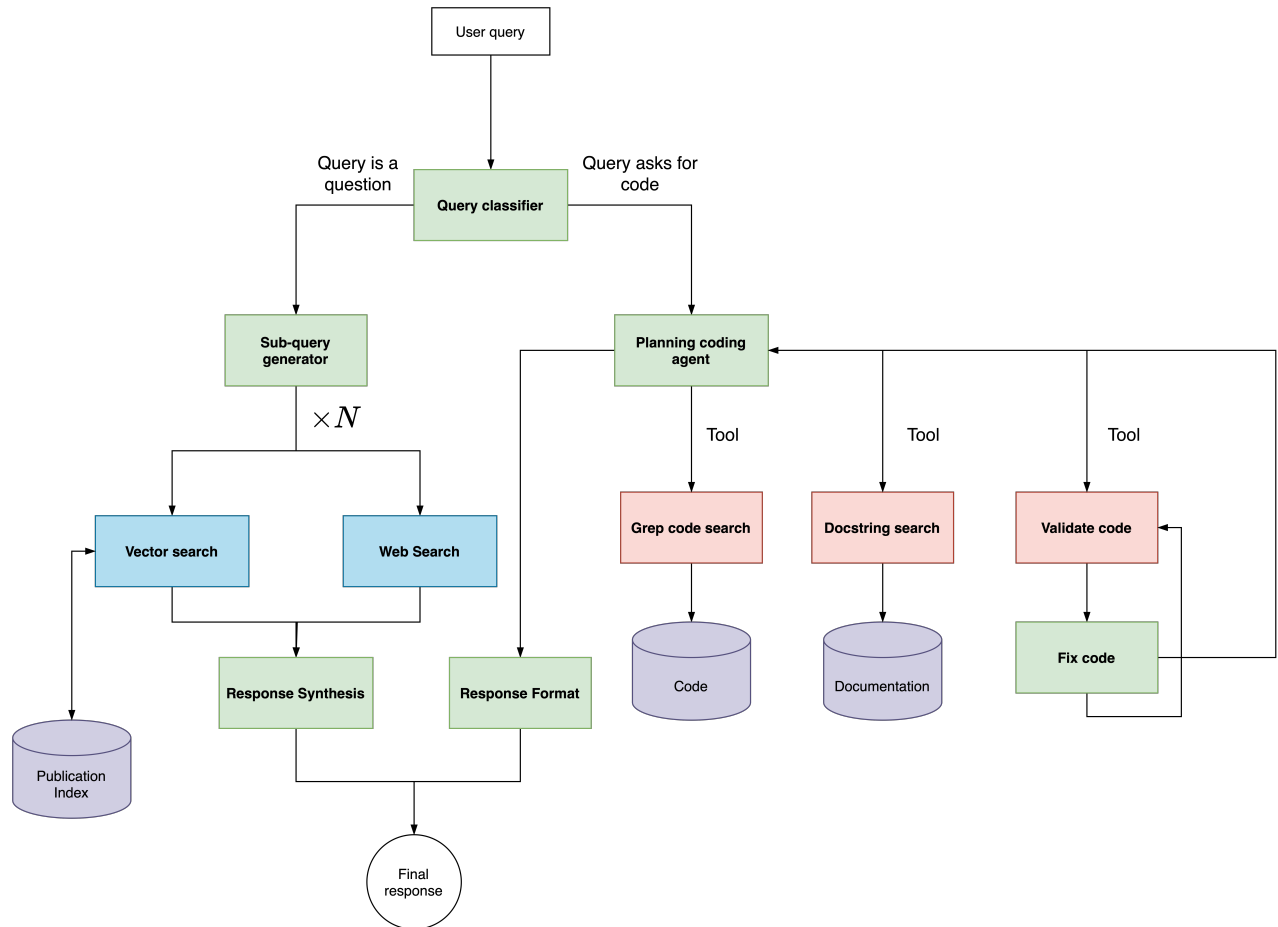 User query
Query is a
question
Query asks for
code
Query classifier
Sub-query
generator
Planning coding
agent
×N
Tool
Tool
Tool
Vector search
Web Search
Grep code search
Docstring search
Validate code
Response Synthesis
Response Format
Code
Documentation
Fix code
Publication
Index
Final
response